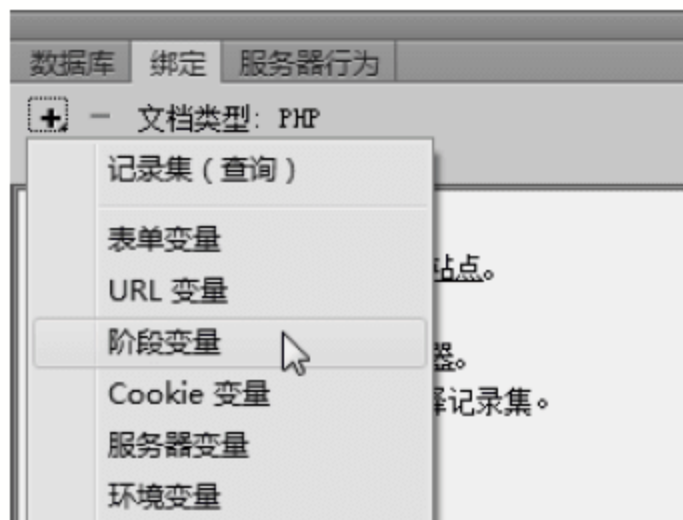 数据库 绑定 服务器行为
+ － 文档类型: PHP
记录集（查询）
表单变量
URL 变量
站点。
阶段变量
器。
Cookie 变量
择记录集。
服务器变量
环境变量